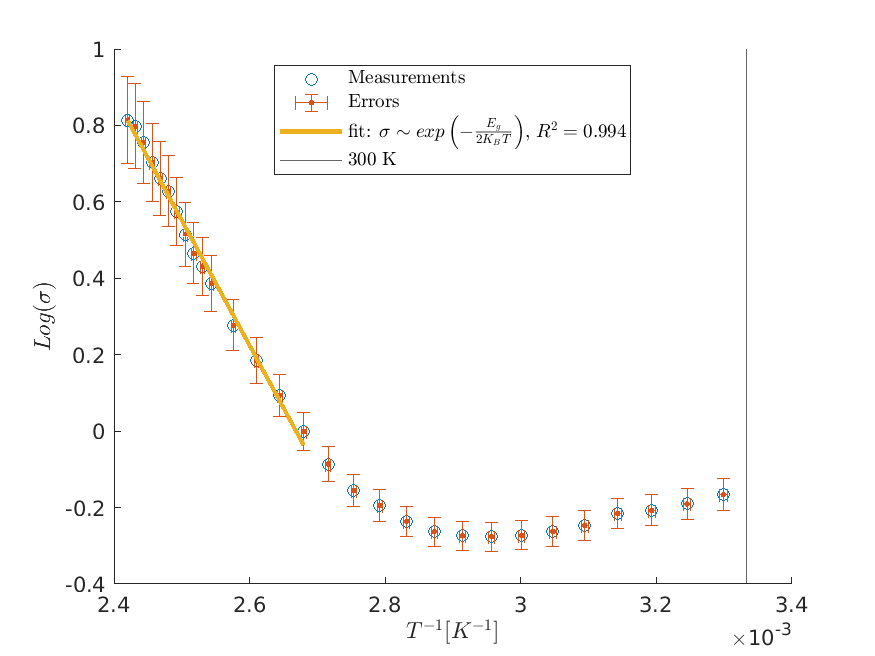 1
0.8
0.6
0.4
0.2
0
-0.2
-0.4
Log(σ)
Measurements
Errors
fit: σ ∼ exp(−E_g/2K_BT), R² = 0.994
300 K
2.4 2.6 2.8 3 3.2 3.4
×10⁻³
T⁻¹[K⁻¹]